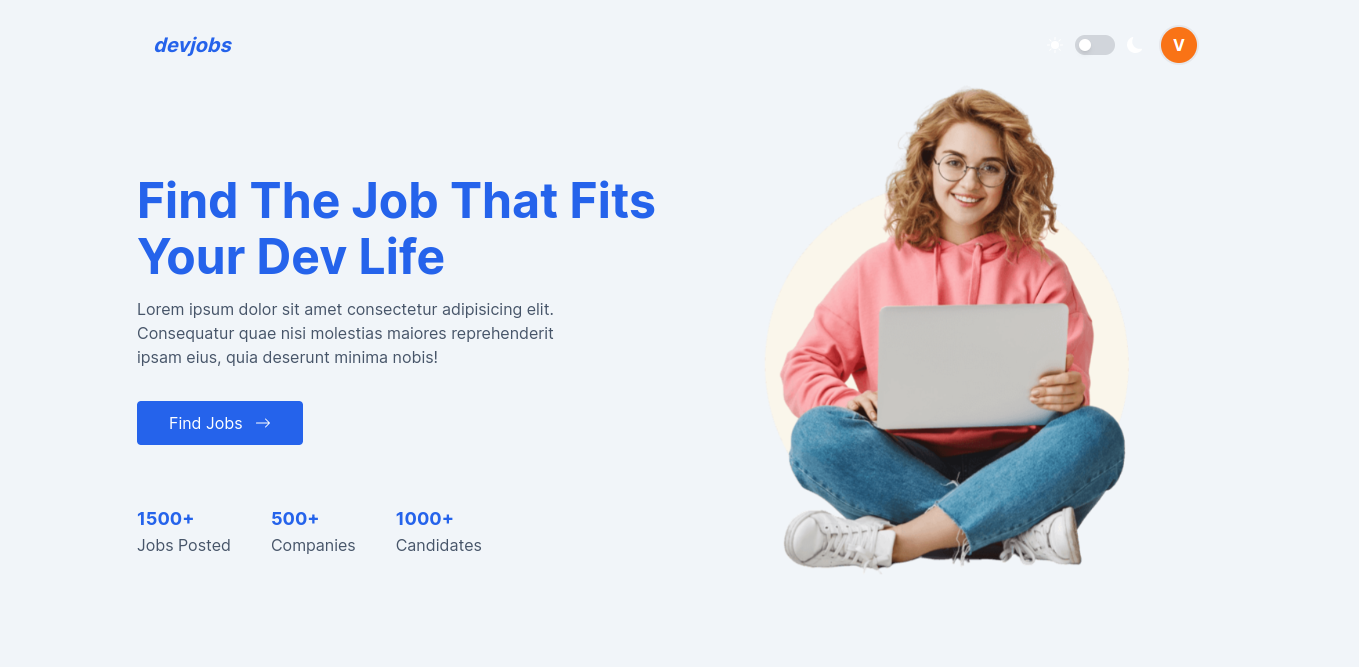 devjobs
V
Find The Job That Fits
Your Dev Life
Lorem ipsum dolor sit amet consectetur adipisicing elit.
Consequatur quae nisi molestias maiores reprehenderit
ipsam eius, quia deserunt minima nobis!
Find Jobs
1500+
500+
1000+
Jobs Posted
Companies
Candidates